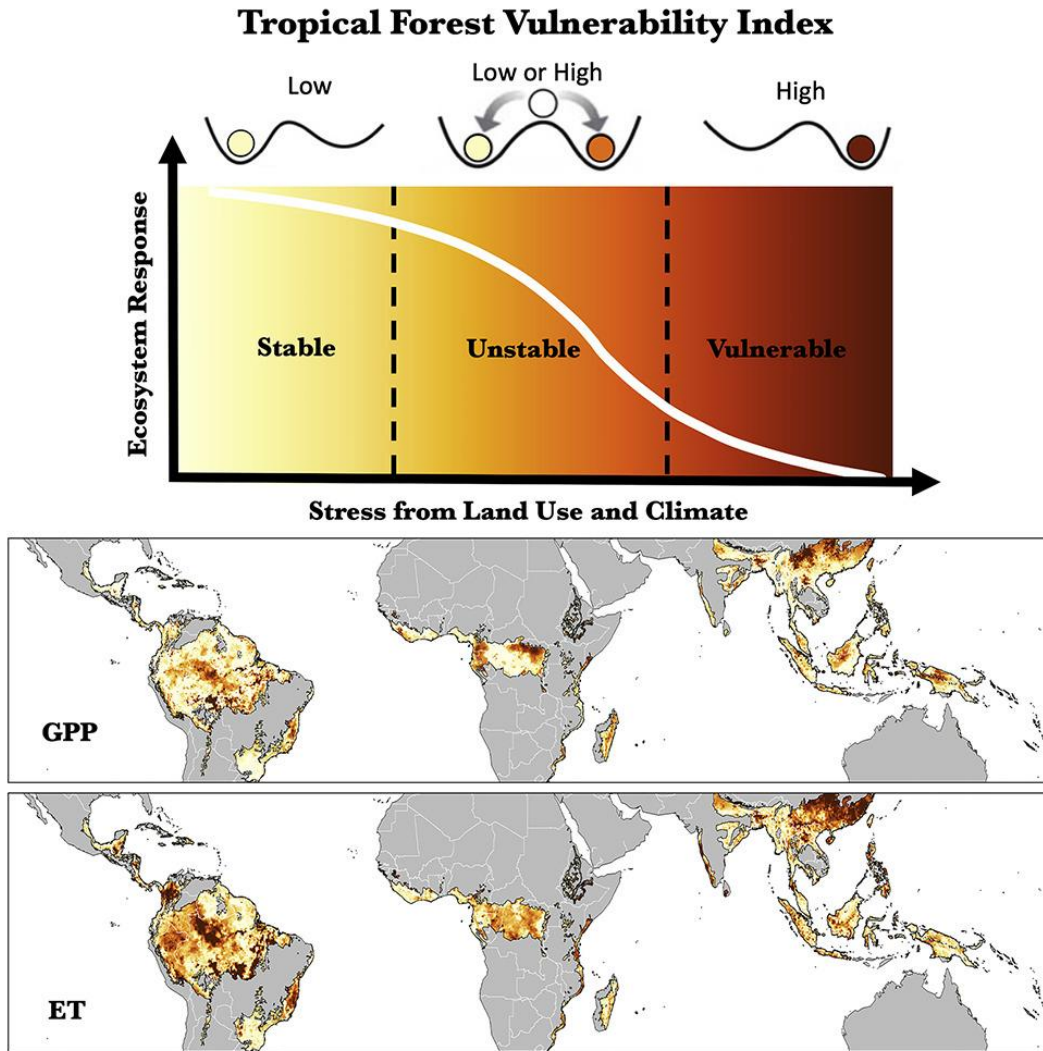 Tropical Forest Vulnerability Index
Low
Low or High
High
Ecosystem Response
Stable
Unstable
Vulnerable
Stress from Land Use and Climate
GPP
ET